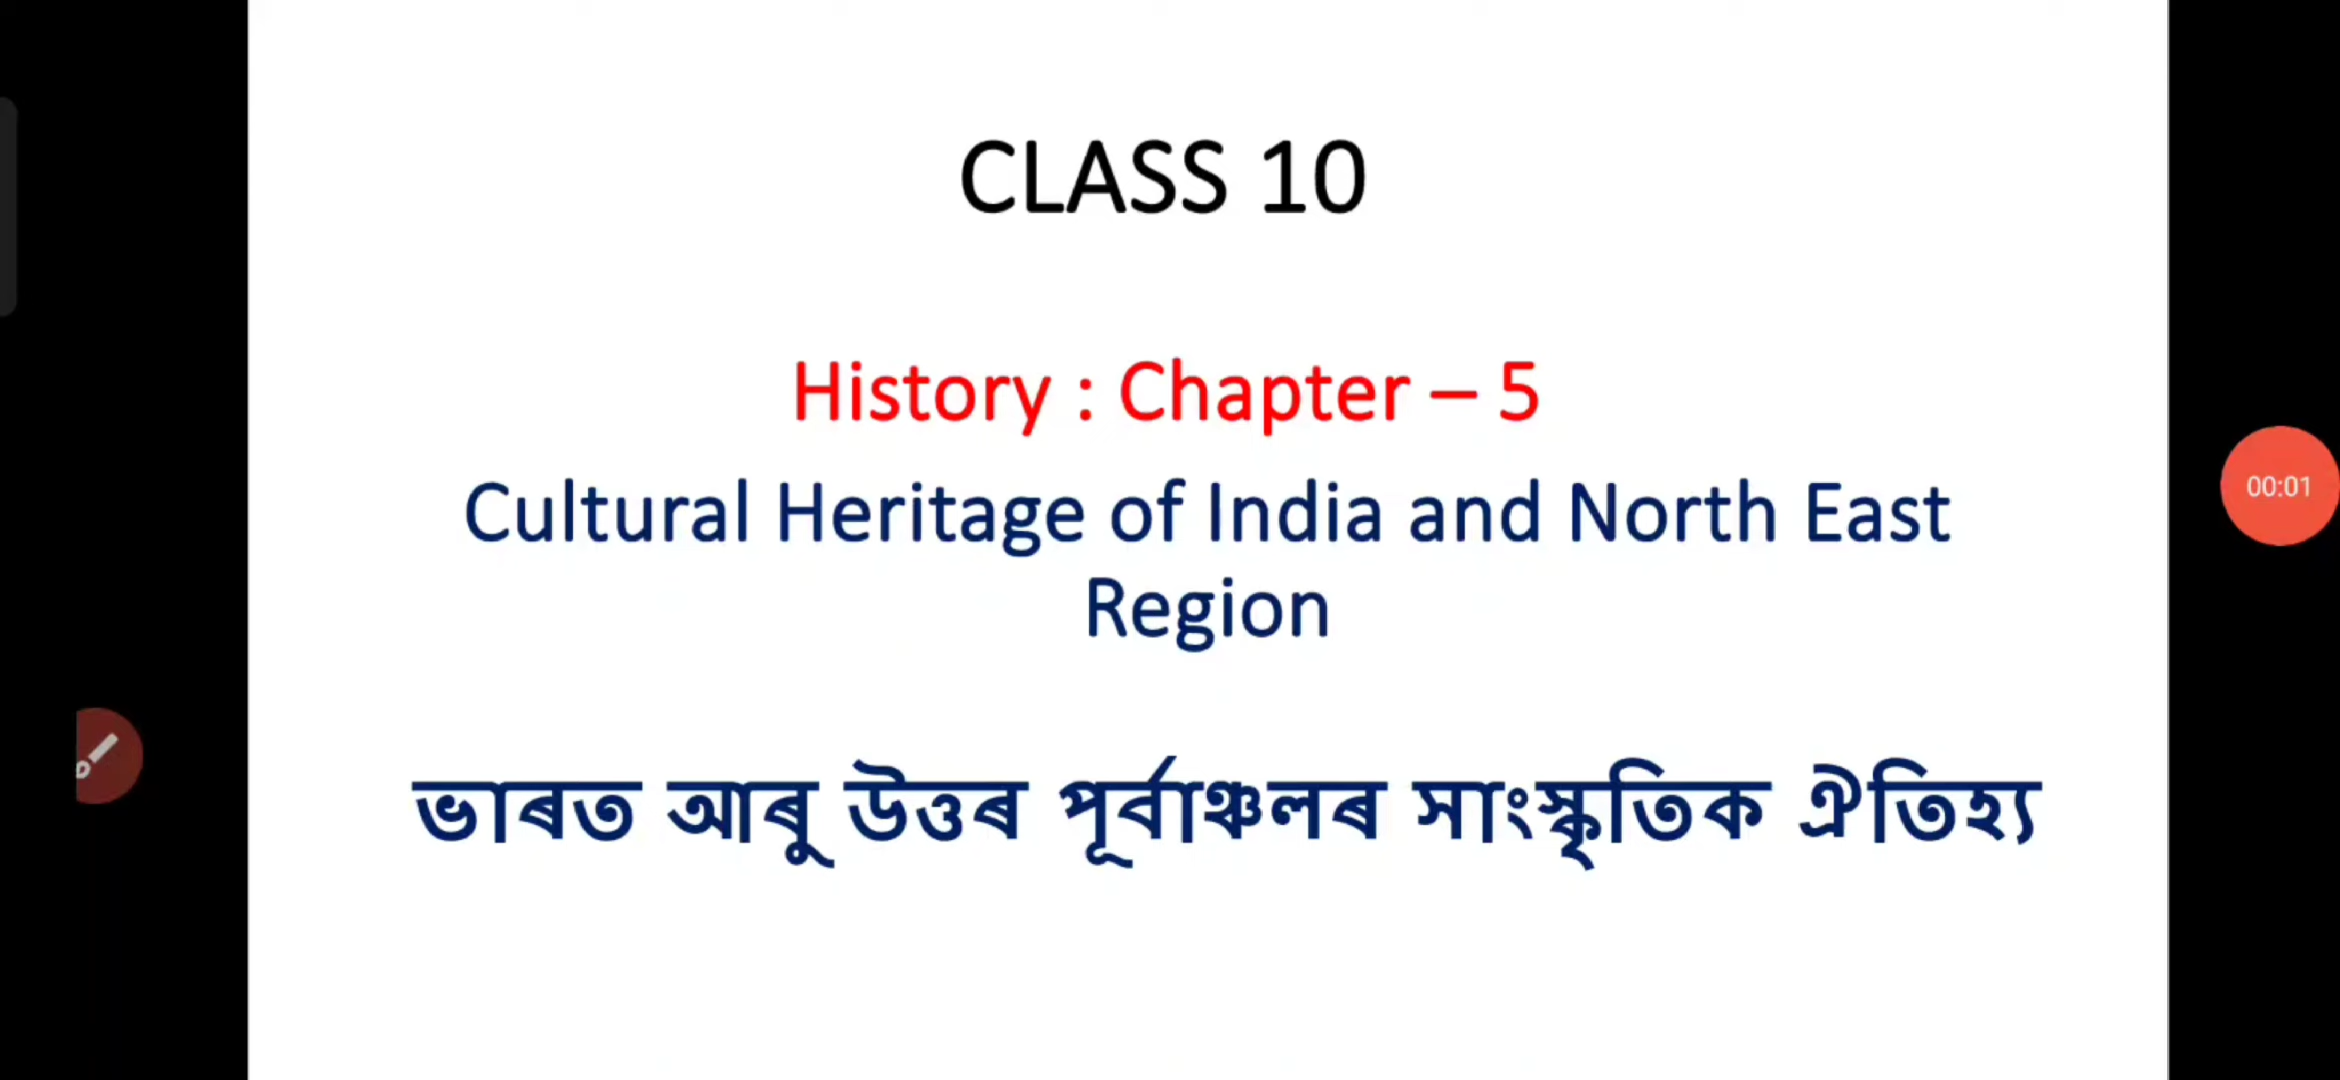 CLASS 10
History : Chapter – 5
Cultural Heritage of India and North East
Region
00:01
ভাৰত আৰু উত্তৰ পূৰ্বাঞ্চলৰ সাংস্কৃতিক ঐতিহ্য